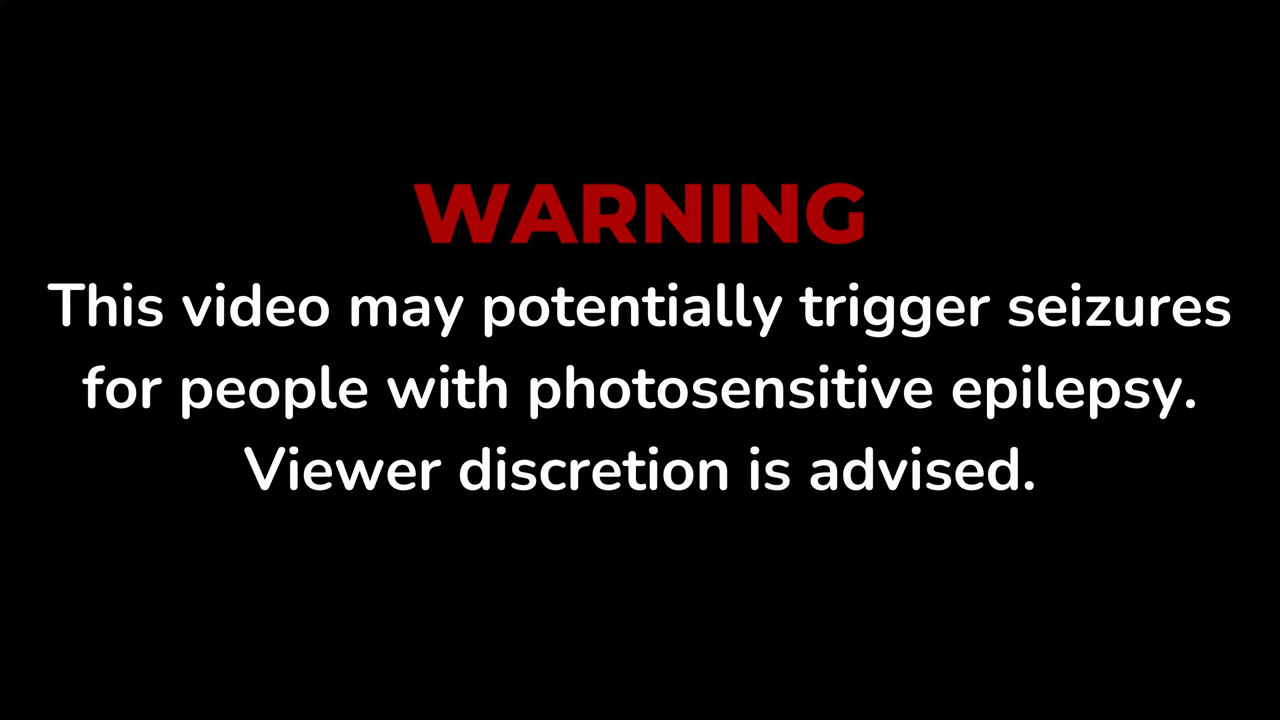 WARNING
This video may potentially trigger seizures
for people with photosensitive epilepsy.
Viewer discretion is advised.